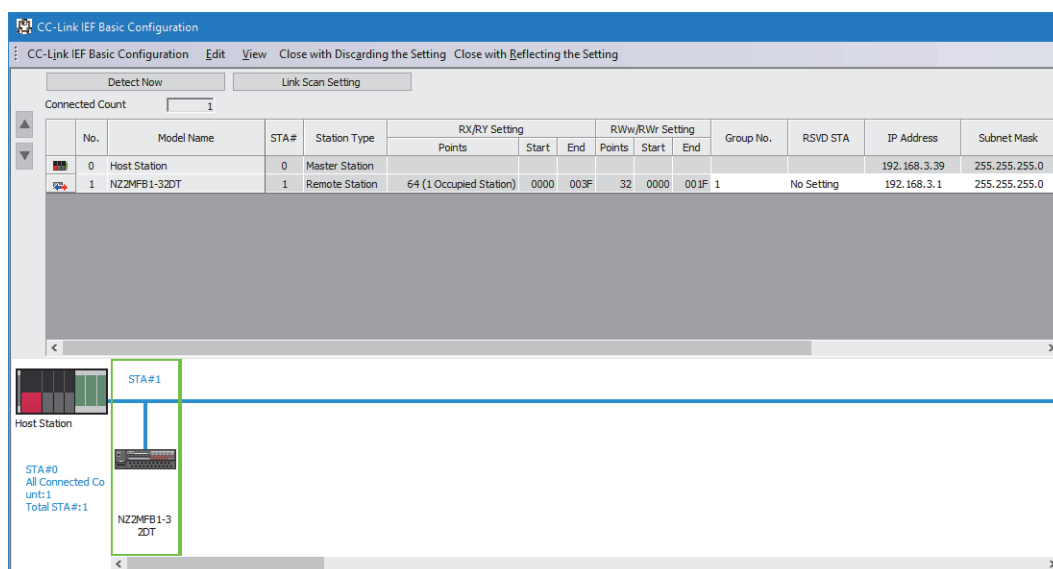 CC-Link IEF Basic Configuration
CC-Link IEF Basic Configuration Edit View Close with Discarding the Setting Close with Reflecting the Setting
Detect Now Link Scan Setting
Connected Count 1
No. Model Name STA# Station Type RX/RY Setting RWw/RWr Setting Group No. RSVD STA IP Address Subnet Mask
Points Start End Points Start End
0 Host Station 0 Master Station 192.168.3.39 255.255.255.0
1 NZ2MFB1-32DT 1 Remote Station 64 (1 Occupied Station) 0000 003F 32 0000 001F 1 No Setting 192.168.3.1 255.255.255.0
STA#1
Host Station
STA#0
All Connected Co
unt:1
Total STA#:1
NZ2MFB1-3
2DT